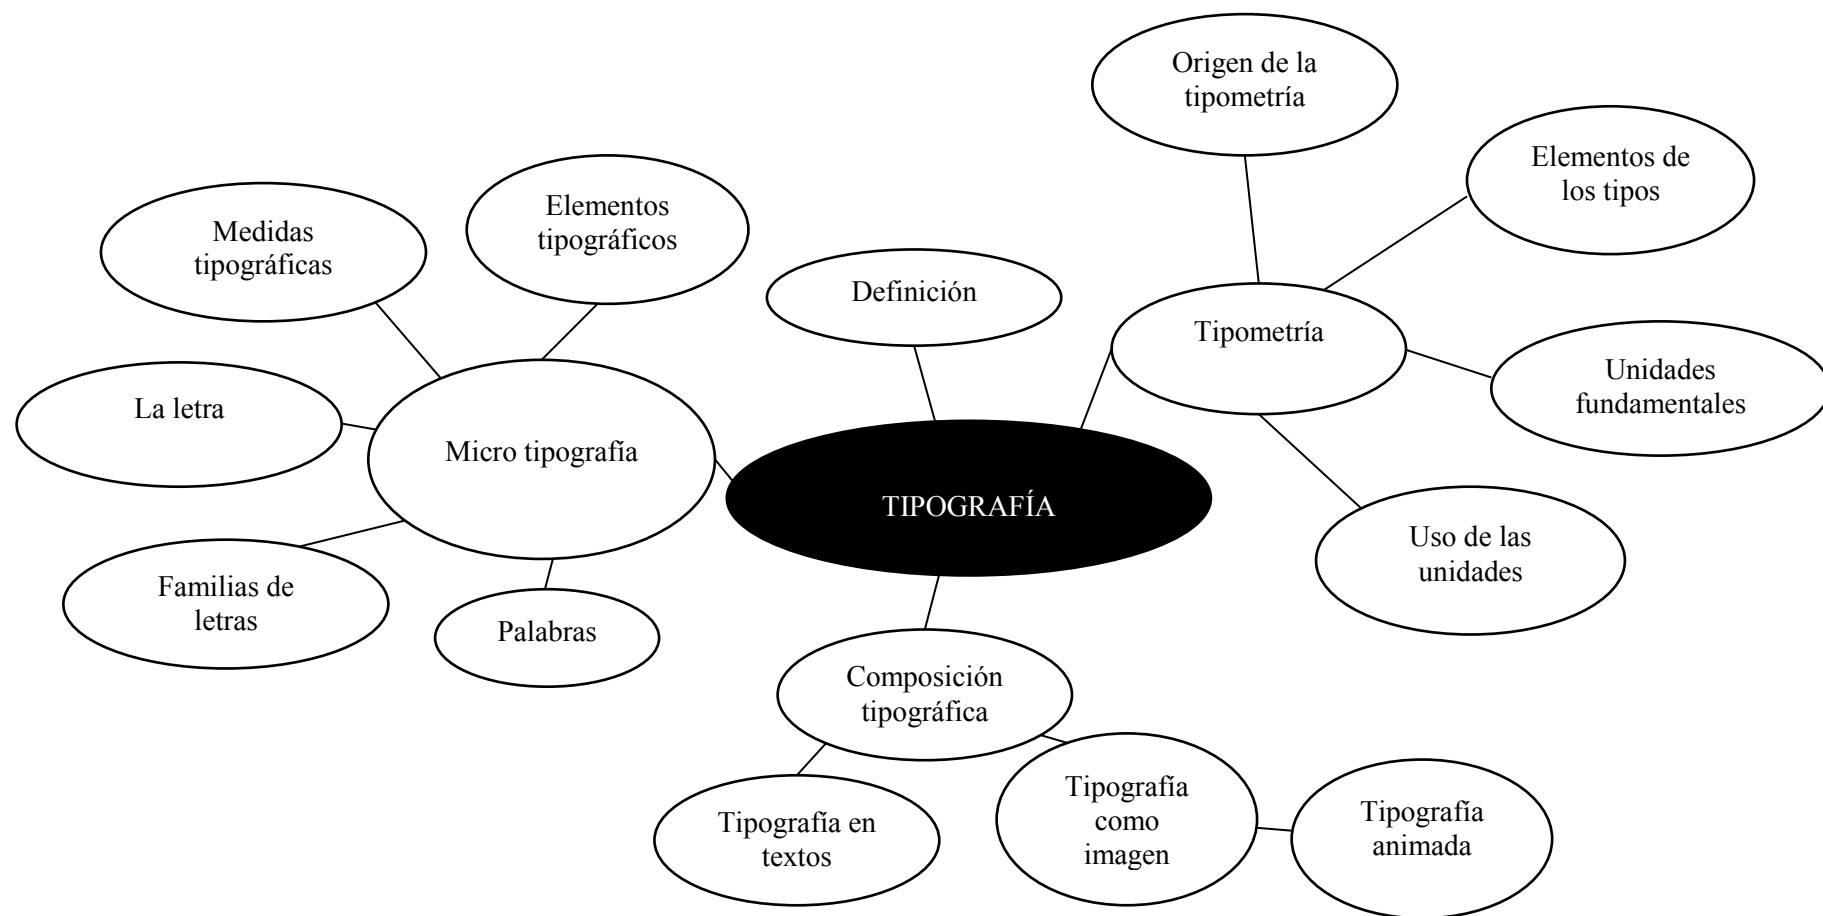 Origen de la
tipometría
Elementos de
los tipos
Elementos
tipográficos
Medidas
tipográficas
Definición
Tipometría
Unidades
fundamentales
La letra
Micro tipografía
TIPOGRAFÍA
Uso de las
unidades
Familias de
letras
Palabras
Composición
tipográfica
Tipografía en
textos
Tipografía
como
imagen
Tipografía
animada